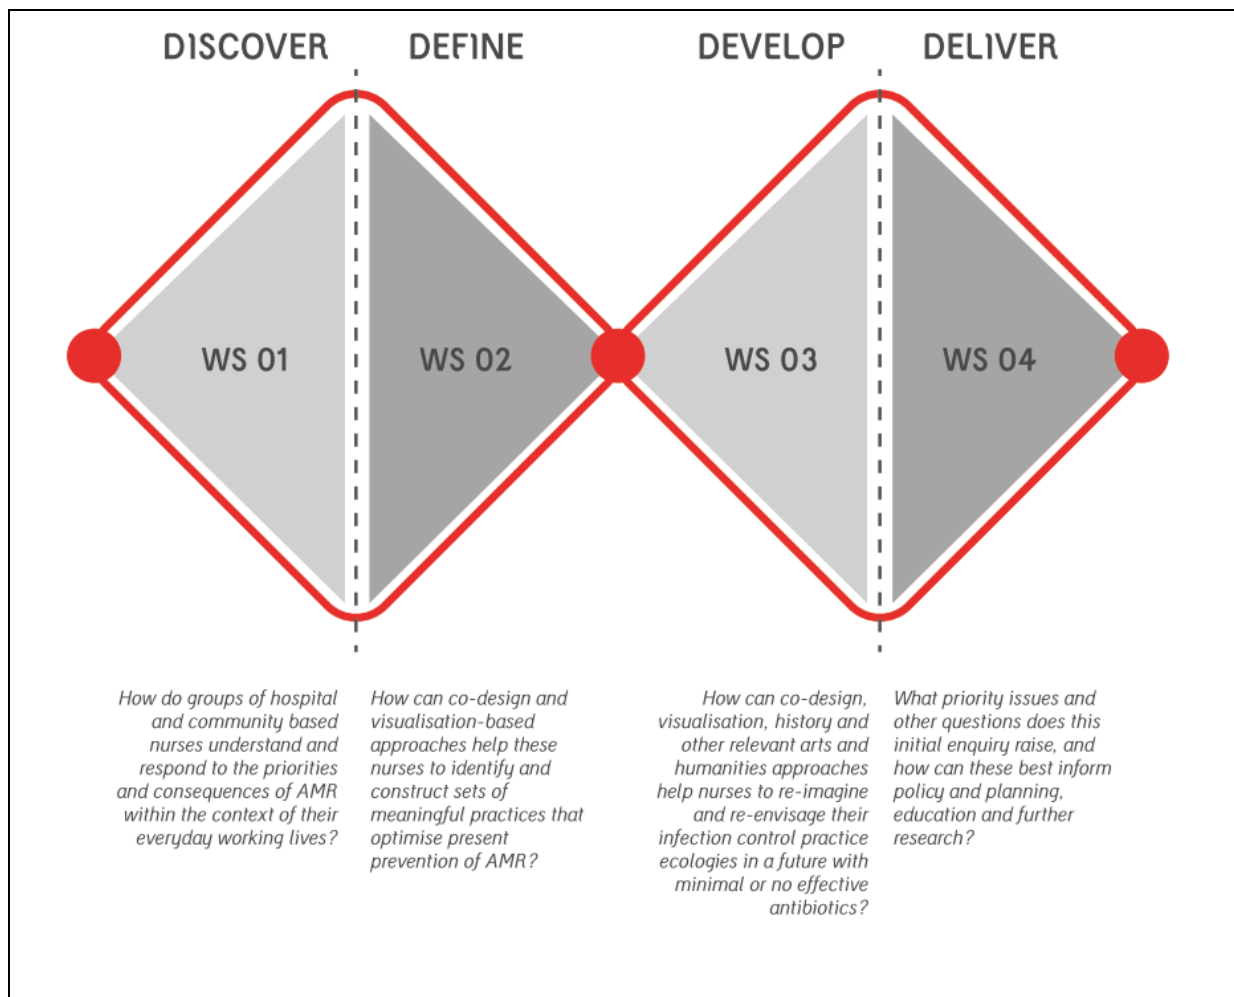 DISCOVER
DEFINE
DEVELOP
DELIVER
WS 01
WS 02
WS 03
WS 04
How do groups of hospital
and community based
nurses understand and
respond to the priorities
and consequences of AMR
within the context of their
everyday working lives?
How can co-design and
visualisation-based
approaches help these
nurses to identify and
construct sets of
meaningful practices that
optimise present
prevention of AMR?
How can co-design,
visualisation, history and
other relevant arts and
humanities approaches
help nurses to re-imagine
and re-envisage their
infection control practice
ecologies in a future with
minimal or no effective
antibiotics?
What priority issues and
other questions does this
initial enquiry raise, and
how can these best inform
policy and planning,
education and further
research?